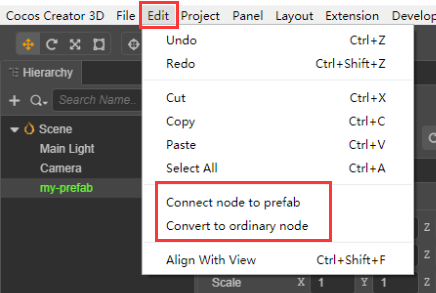 Cocos Creator 3D File Edit Project Panel Layout Extension Develop
Hierarchy
Search Name..
Scene
Main Light
Camera
my-prefab
Undo Ctrl+Z
Redo Ctrl+Shift+Z
Cut Ctrl+X
Copy Ctrl+C
Paste Ctrl+V
Select All Ctrl+A
Connect node to prefab
Convert to ordinary node
Align With View Ctrl+Shift+F
Z
Z
Scale X 1 Y 1 Z